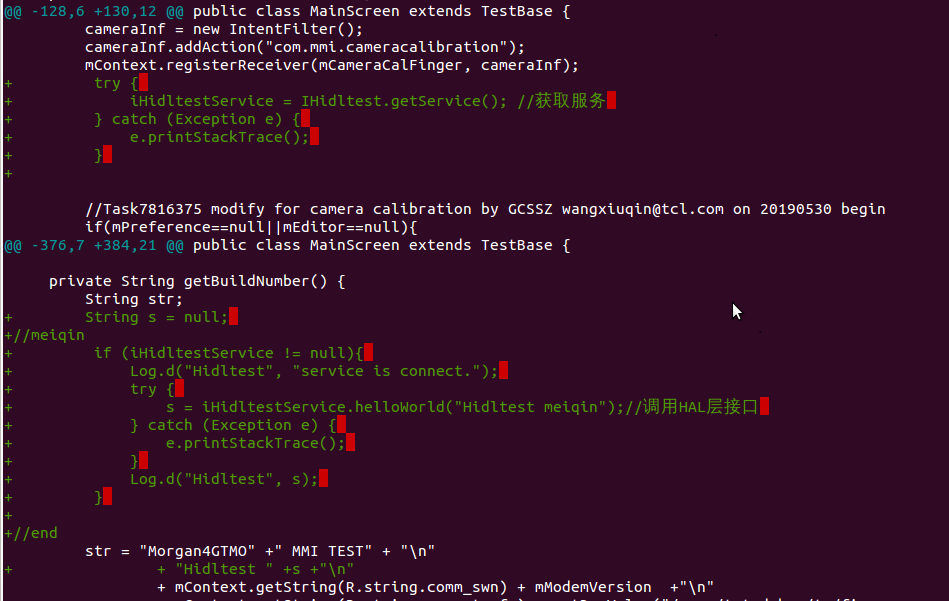 @@ -128,6 +130,12 @@ public class MainScreen extends TestBase {
         cameraInf = new IntentFilter();
         cameraInf.addAction("com.mmi.cameracalibration");
         mContext.registerReceiver(mCameraCalFinger, cameraInf);
+         try {
+             iHidltestService = IHidltest.getService(); //获取服务
+         } catch (Exception e) {
+             e.printStackTrace();
+         }
+
         //Task7816375 modify for camera calibration by GCSSZ wangxiuqin@tcl.com on 20190530 begin
         if(mPreference==null||mEditor==null){
@@ -376,7 +384,21 @@ public class MainScreen extends TestBase {
     private String getBuildNumber() {
         String str;
+        String s = null;
+//meiqin
+         if (iHidltestService != null){
+             Log.d("Hidltest", "service is connect.");
+             try {
+                 s = iHidltestService.helloWorld("Hidltest meiqin");//调用HAL层接口
+             } catch (Exception e) {
+                 e.printStackTrace();
+             }
+             Log.d("Hidltest", s);
+         }
+
+//end
         str = "Morgan4GTMO" +" MMI TEST" + "\n"
+                + "Hidltest " +s +"\n"
                 + mContext.getString(R.string.comm_swn) + mModemVersion  +"\n"